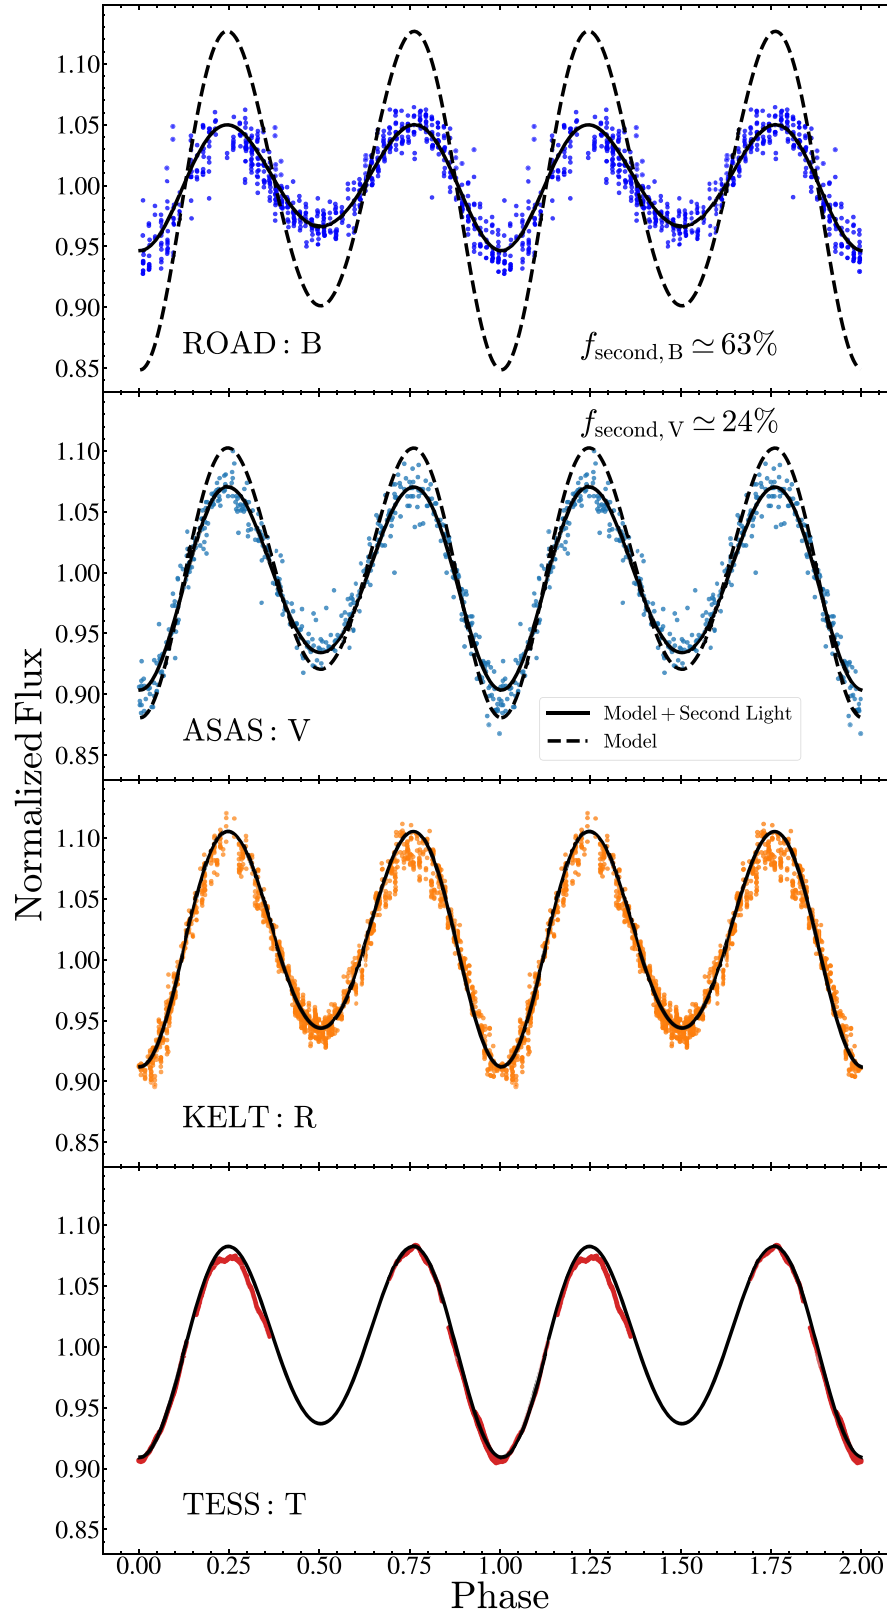 1.10
1.05
1.00
0.95
0.90
0.85
ROAD: B
f_second, B ≃ 63%
f_second, V ≃ 24%
1.10
1.05
1.00
0.95
0.90
0.85
Model + Second Light
Model
ASAS: V
Normalized Flux
1.10
1.05
1.00
0.95
0.90
0.85
KELT: R
1.10
1.05
1.00
0.95
0.90
0.85
TESS: T
0.00 0.25 0.50 0.75 1.00 1.25 1.50 1.75 2.00
Phase